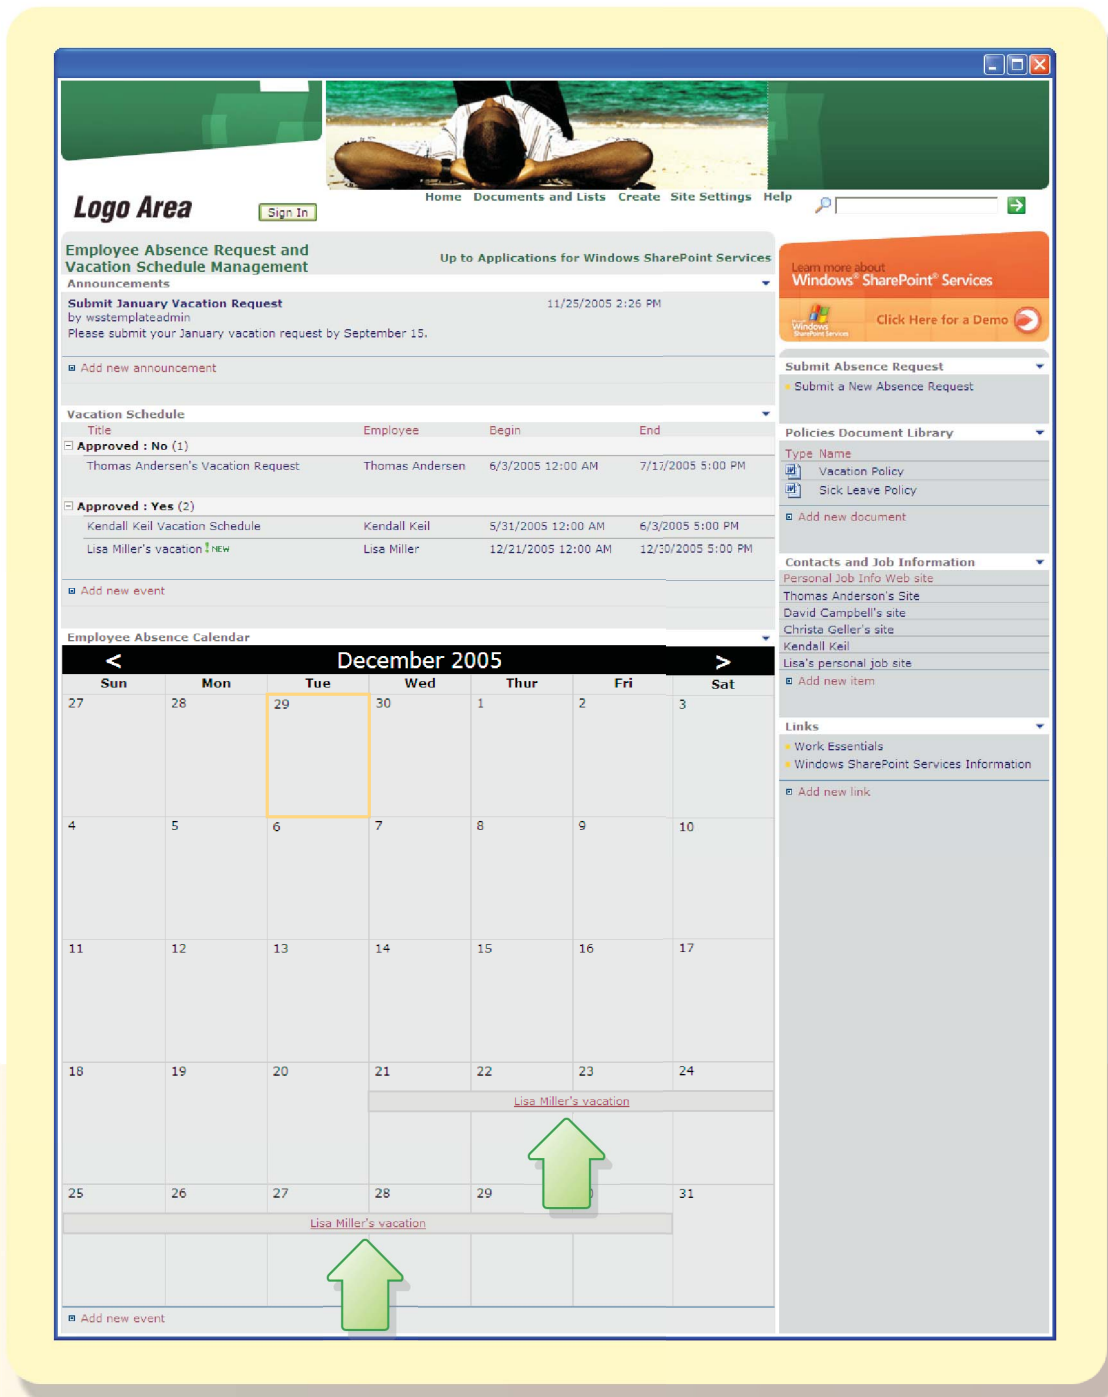 Logo Area
Sign In
Home Documents and Lists Create Site Settings Help
Employee Absence Request and
Vacation Schedule Management
Up to Applications for Windows SharePoint Services
Announcements
Submit January Vacation Request 11/25/2005 2:26 PM
by wsstemplateadmin
Please submit your January vacation request by September 15.
Add new announcement
Vacation Schedule
Title Employee Begin End
Approved : No (1)
Thomas Andersen's Vacation Request Thomas Andersen 6/3/2005 12:00 AM 7/17/2005 5:00 PM
Approved : Yes (2)
Kendall Keil Vacation Schedule Kendall Keil 5/31/2005 12:00 AM 6/3/2005 5:00 PM
Lisa Miller's vacation ! NEW Lisa Miller 12/21/2005 12:00 AM 12/30/2005 5:00 PM
Add new event
Employee Absence Calendar
< December 2005 >
Sun Mon Tue Wed Thur Fri Sat
27 28 29 30 1 2 3
4 5 6 7 8 9 10
11 12 13 14 15 16 17
18 19 20 21 22 23 24
Lisa Miller's vacation
25 26 27 28 29 31
Lisa Miller's vacation
Add new event
Learn more about
Windows® SharePoint® Services
Windows
SharePoint Services
Click Here for a Demo
Submit Absence Request
Submit a New Absence Request
Policies Document Library
Type Name
Vacation Policy
Sick Leave Policy
Add new document
Contacts and Job Information
Personal Job Info Web site
Thomas Anderson's Site
David Campbell's site
Christa Geller's site
Kendall Keil
Lisa's personal job site
Add new item
Links
Work Essentials
Windows SharePoint Services Information
Add new link